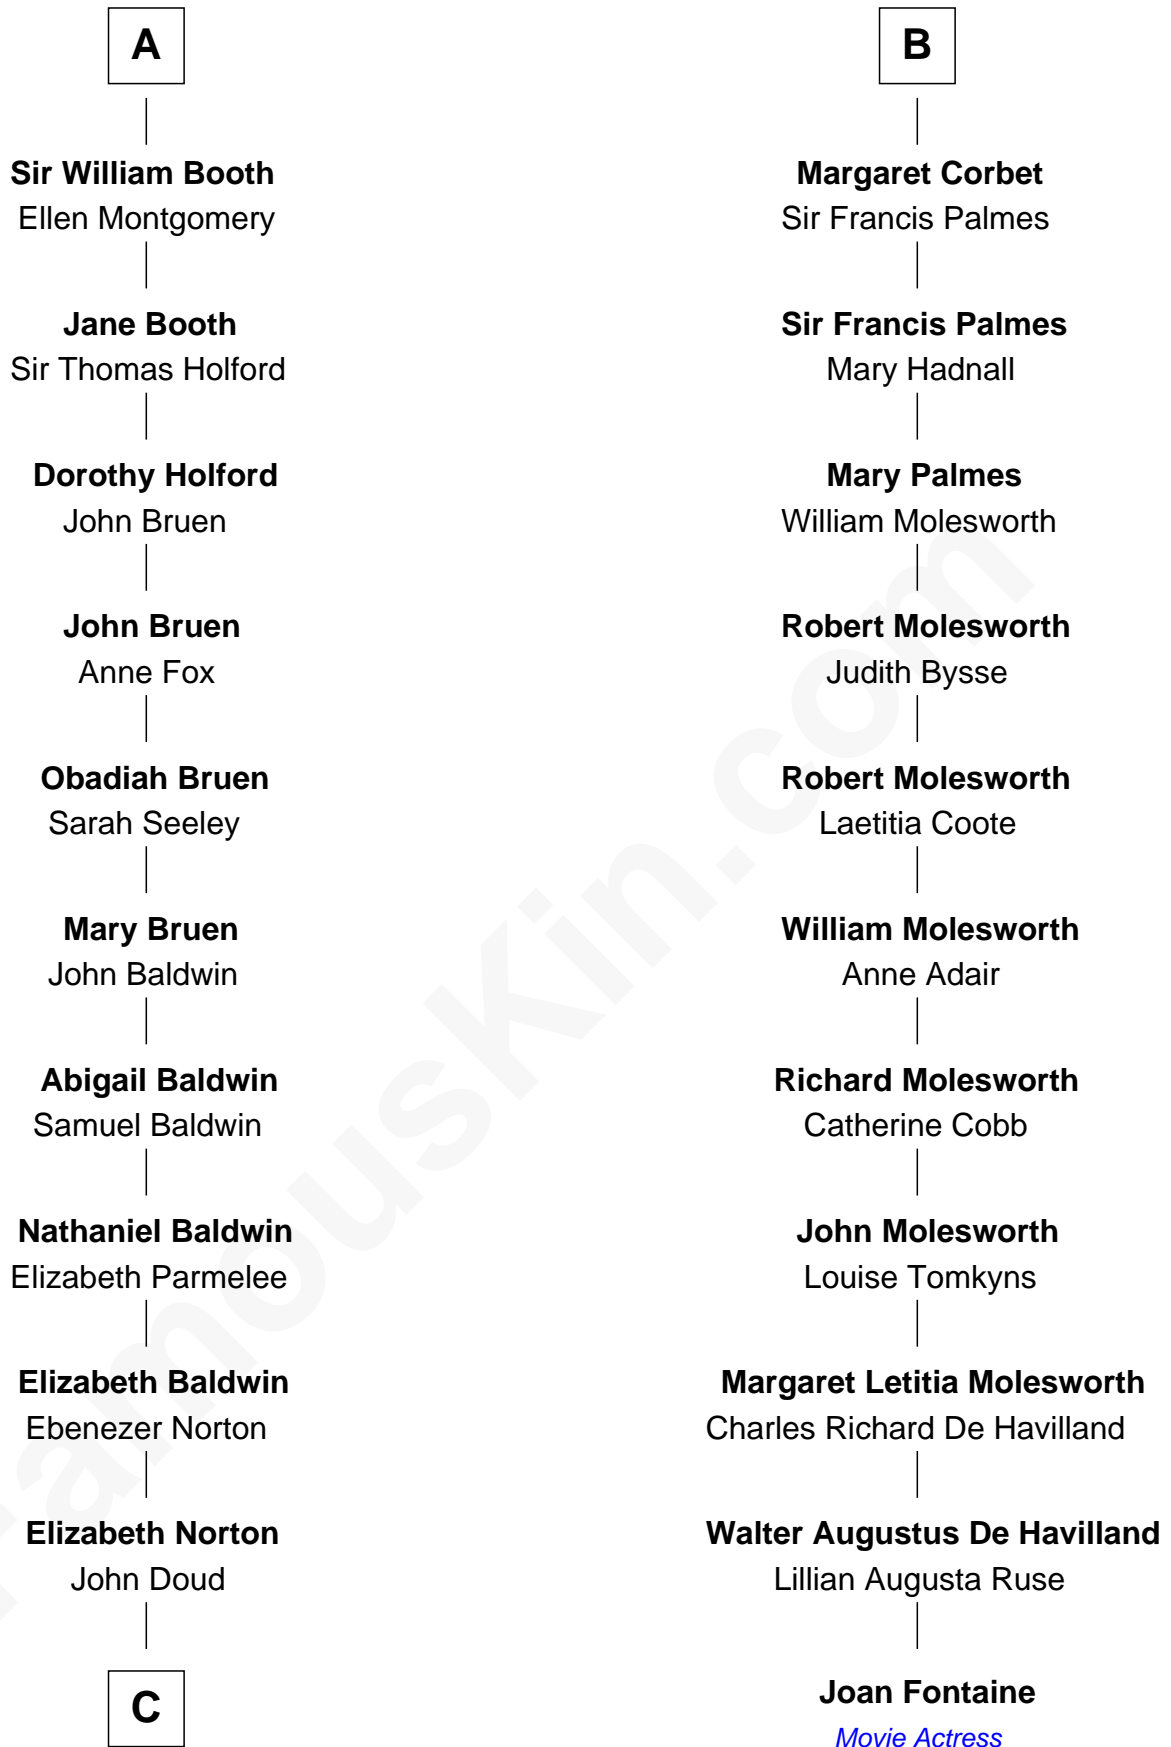 A
Sir William Booth
Ellen Montgomery
Jane Booth
Sir Thomas Holford
Dorothy Holford
John Bruen
John Bruen
Anne Fox
Obadiah Bruen
Sarah Seeley
Mary Bruen
John Baldwin
Abigail Baldwin
Samuel Baldwin
Nathaniel Baldwin
Elizabeth Parmelee
Elizabeth Baldwin
Ebenezer Norton
Elizabeth Norton
John Doud
C
B
Margaret Corbet
Sir Francis Palmes
Sir Francis Palmes
Mary Hadnall
Mary Palmes
William Molesworth
Robert Molesworth
Judith Bysse
Robert Molesworth
Laetitia Coote
William Molesworth
Anne Adair
Richard Molesworth
Catherine Cobb
John Molesworth
Louise Tomkyns
Margaret Letitia Molesworth
Charles Richard De Havilland
Walter Augustus De Havilland
Lillian Augusta Ruse
Joan Fontaine
Movie Actress
FamousKin.com